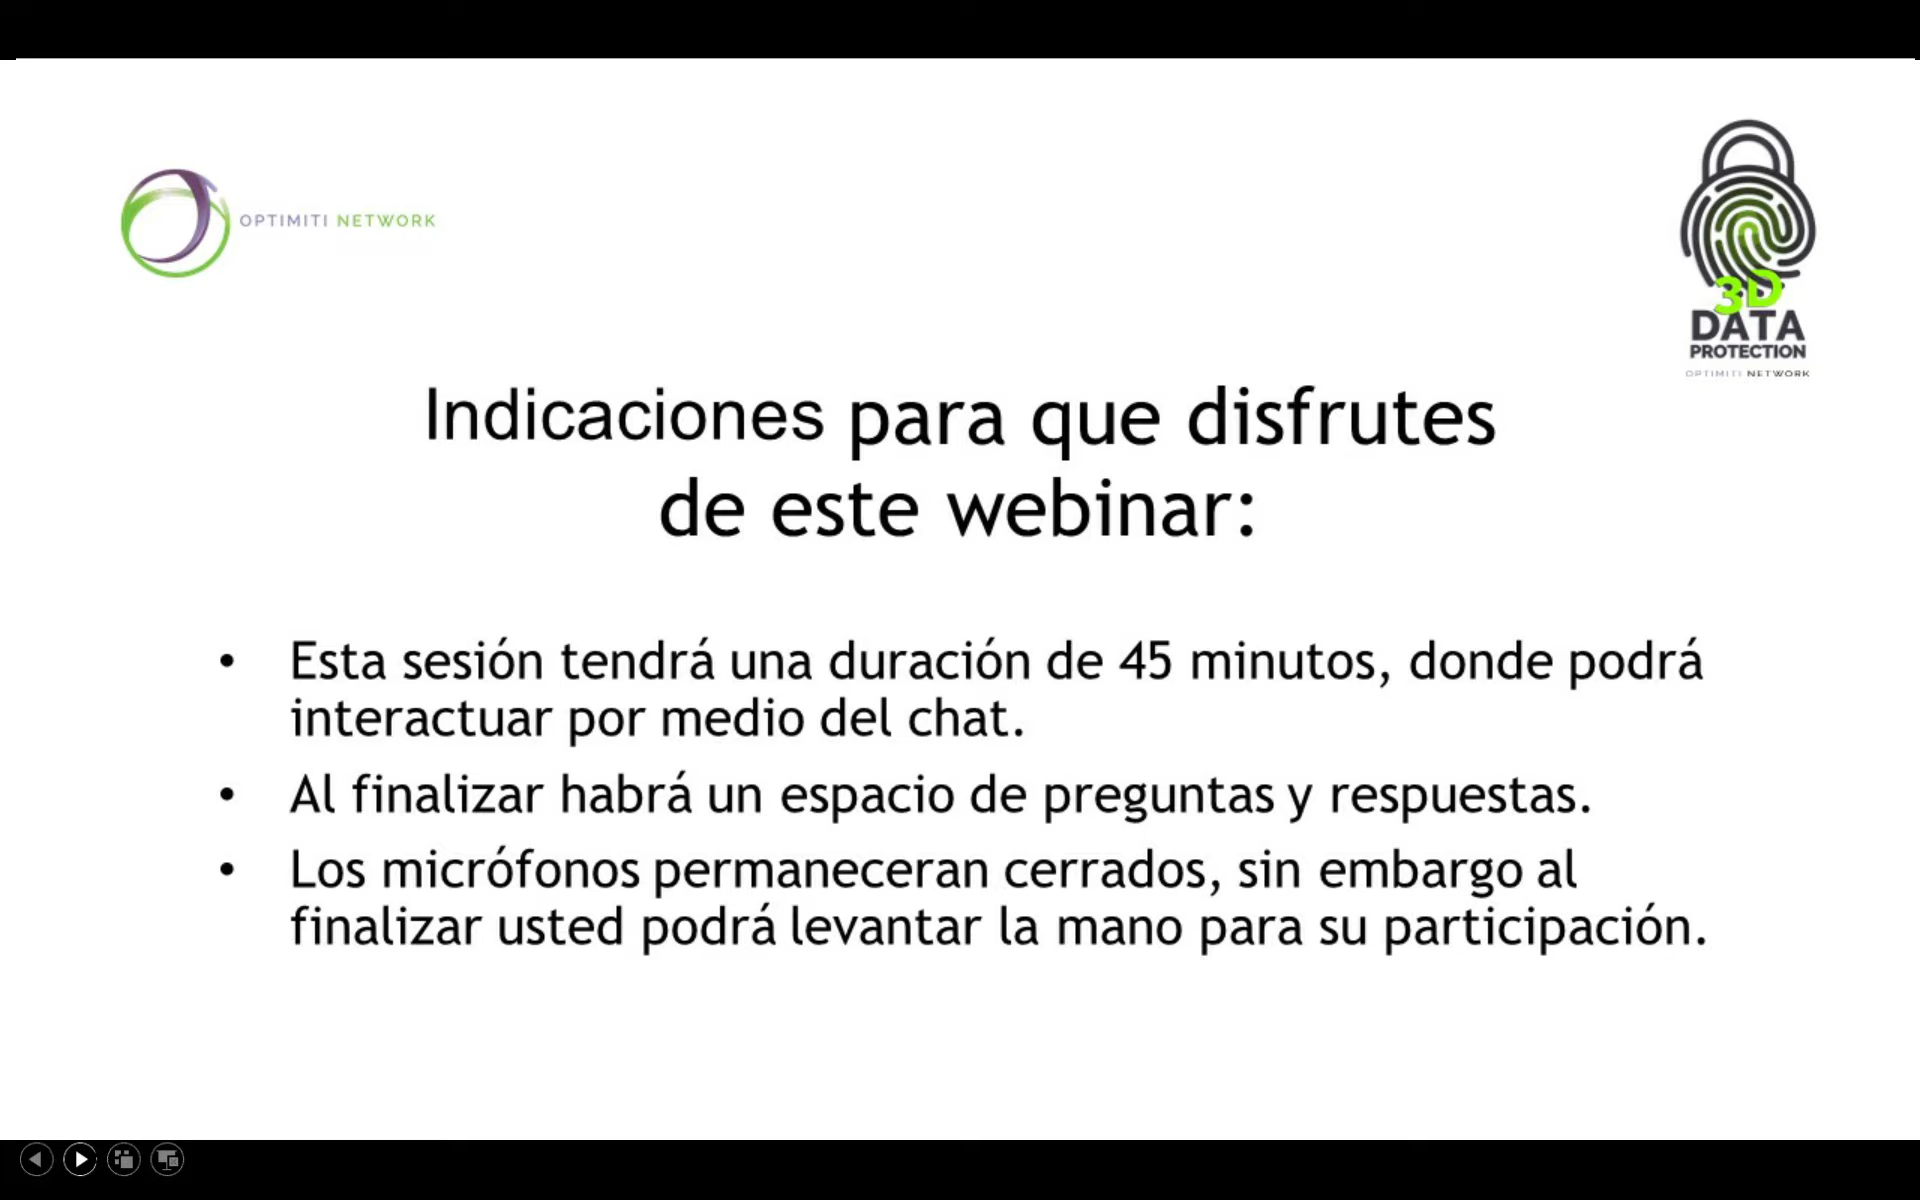 OPTIMITI NETWORK
3D
DATA
PROTECTION
OPTIMITI NETWORK
Indicaciones para que disfrutes
de este webinar:
• Esta sesión tendrá una duración de 45 minutos, donde podrá
interactuar por medio del chat.
• Al finalizar habrá un espacio de preguntas y respuestas.
• Los micrófonos permaneceran cerrados, sin embargo al
finalizar usted podrá levantar la mano para su participación.